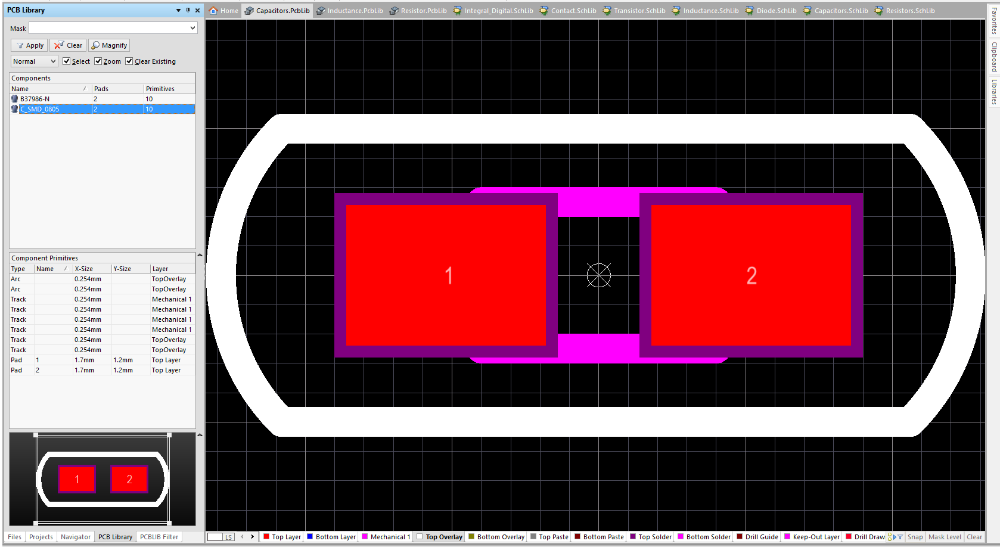 PCB Library
Home Capacitors.PcbLib Inductance.PcbLib Resistor.PcbLib Integral_Digital.SchLib Contact.SchLib Transistor.SchLib Inductance.SchLib Diode.SchLib Capacitors.SchLib Resistors.SchLib
Mask
Apply Clear Magnify
Normal Select Zoom Clear Existing
Components
Name Pads Primitives
B37986-N 2 10
C_SMD_0805 2 10
Component Primitives
Type Name X-Size Y-Size Layer
Arc 0.254mm TopOverlay
Arc 0.254mm TopOverlay
Track 0.254mm Mechanical 1
Track 0.254mm Mechanical 1
Track 0.254mm Mechanical 1
Track 0.254mm Mechanical 1
Track 0.254mm TopOverlay
Track 0.254mm TopOverlay
Pad 1 1.7mm 1.2mm Top Layer
Pad 2 1.7mm 1.2mm Top Layer
1 2
1 2
Files Projects Navigator PCB Library PCBLIB Filter
LS Top Layer Bottom Layer Mechanical 1 Top Overlay Bottom Overlay Top Paste Bottom Paste Top Solder Bottom Solder Drill Guide Keep-Out Layer Drill Draw Snap Mask Level Clear
Favorites
Clipboard
Libraries